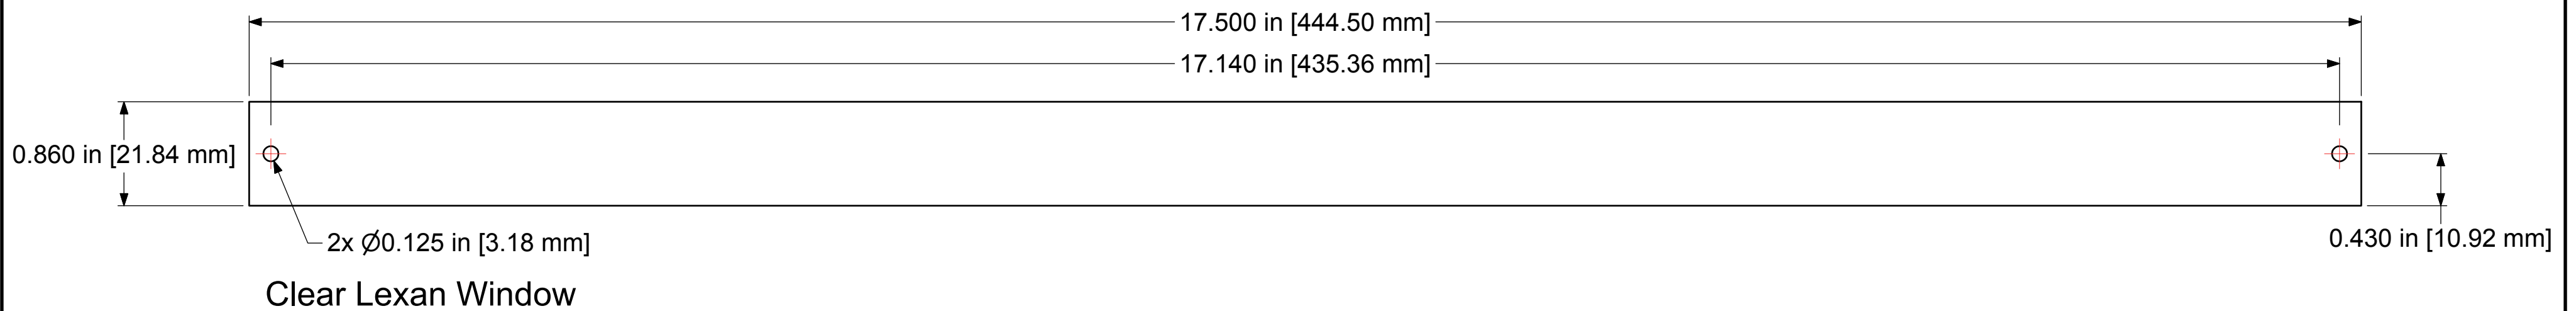 17.500 in [444.50 mm]
17.140 in [435.36 mm]
0.860 in [21.84 mm]
2x Ø0.125 in [3.18 mm]
0.430 in [10.92 mm]
Clear Lexan Window